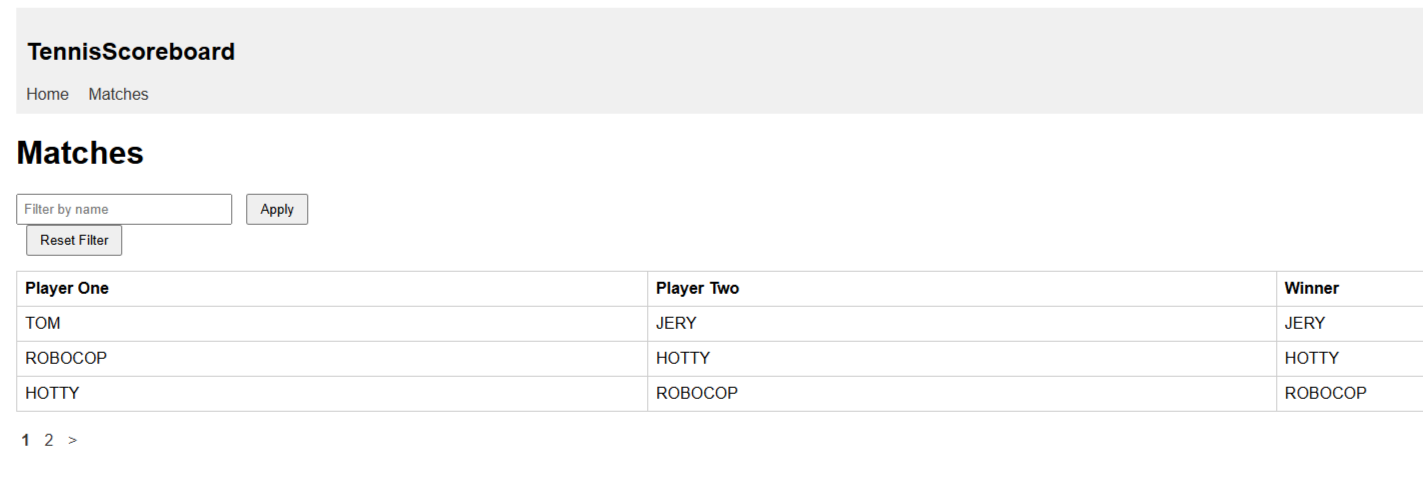 TennisScoreboard
Home Matches
Matches
Filter by name Apply
Reset Filter
Player One Player Two Winner
TOM JERY JERY
ROBOCOP HOTTY HOTTY
HOTTY ROBOCOP ROBOCOP
1 2 >